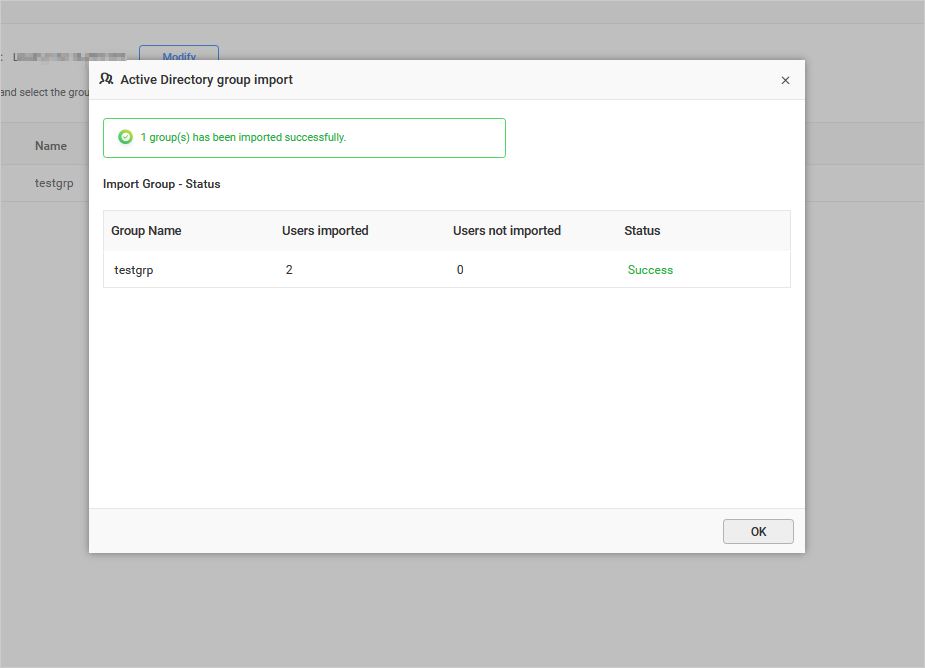 Modify
Active Directory group import
and select the grou
1 group(s) has been imported successfully.
Name
Import Group - Status
testgrp
Group Name Users imported Users not imported Status
testgrp 2 0 Success
OK